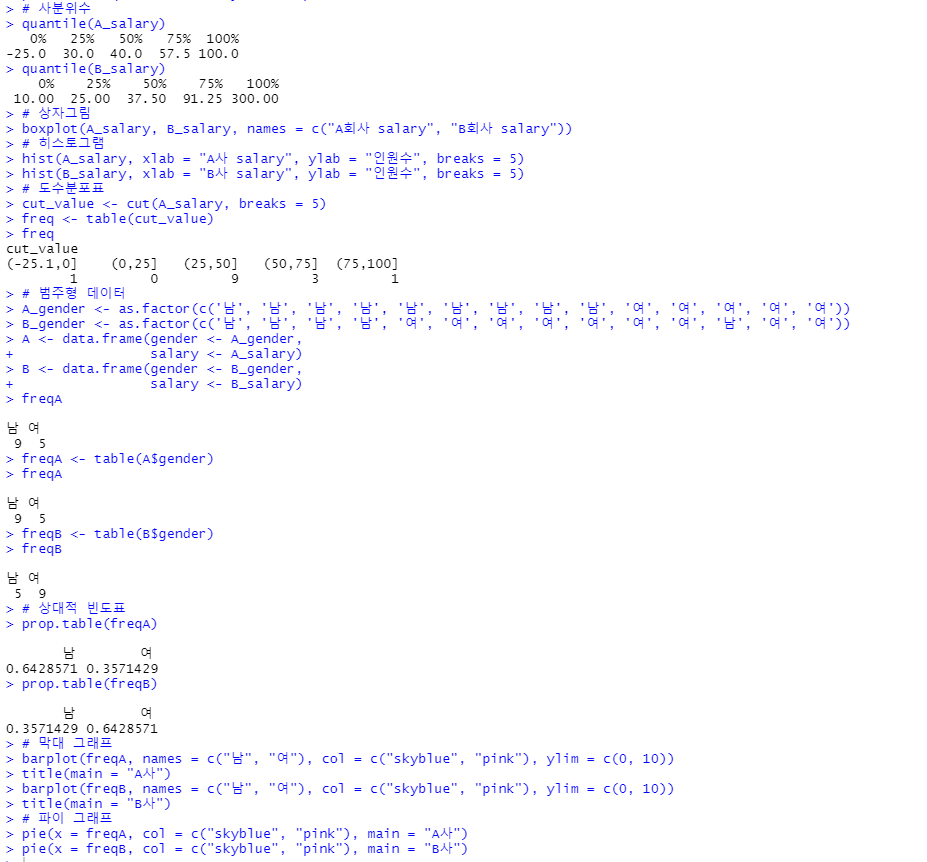 > # 사분위수
> quantile(A_salary)
   0%   25%   50%   75%  100%
-25.0  30.0  40.0  57.5 100.0
> quantile(B_salary)
    0%    25%    50%    75%   100%
 10.00  25.00  37.50  91.25 300.00
> # 상자그림
> boxplot(A_salary, B_salary, names = c("A회사 salary", "B회사 salary"))
> # 히스토그램
> hist(A_salary, xlab = "A사 salary", ylab = "인원수", breaks = 5)
> hist(B_salary, xlab = "B사 salary", ylab = "인원수", breaks = 5)
> # 도수분포표
> cut_value <- cut(A_salary, breaks = 5)
> freq <- table(cut_value)
> freq
cut_value
(-25.1,0]    (0,25]   (25,50]   (50,75]  (75,100]
        1         0         9         3         1
> # 범주형 데이터
> A_gender <- as.factor(c('남', '남', '남', '남', '남', '남', '남', '남', '남', '여', '여', '여', '여', '여'))
> B_gender <- as.factor(c('남', '남', '남', '남', '여', '여', '여', '여', '여', '여', '여', '남', '여', '여'))
> A <- data.frame(gender <- A_gender,
+                 salary <- A_salary)
> B <- data.frame(gender <- B_gender,
+                 salary <- B_salary)
> freqA
남 여
 9  5
> freqA <- table(A$gender)
> freqA
남 여
 9  5
> freqB <- table(B$gender)
> freqB
남 여
 5  9
> # 상대적 빈도표
> prop.table(freqA)
       남        여
0.6428571 0.3571429
> prop.table(freqB)
       남        여
0.3571429 0.6428571
> # 막대 그래프
> barplot(freqA, names = c("남", "여"), col = c("skyblue", "pink"), ylim = c(0, 10))
> title(main = "A사")
> barplot(freqB, names = c("남", "여"), col = c("skyblue", "pink"), ylim = c(0, 10))
> title(main = "B사")
> # 파이 그래프
> pie(x = freqA, col = c("skyblue", "pink"), main = "A사")
> pie(x = freqB, col = c("skyblue", "pink"), main = "B사")